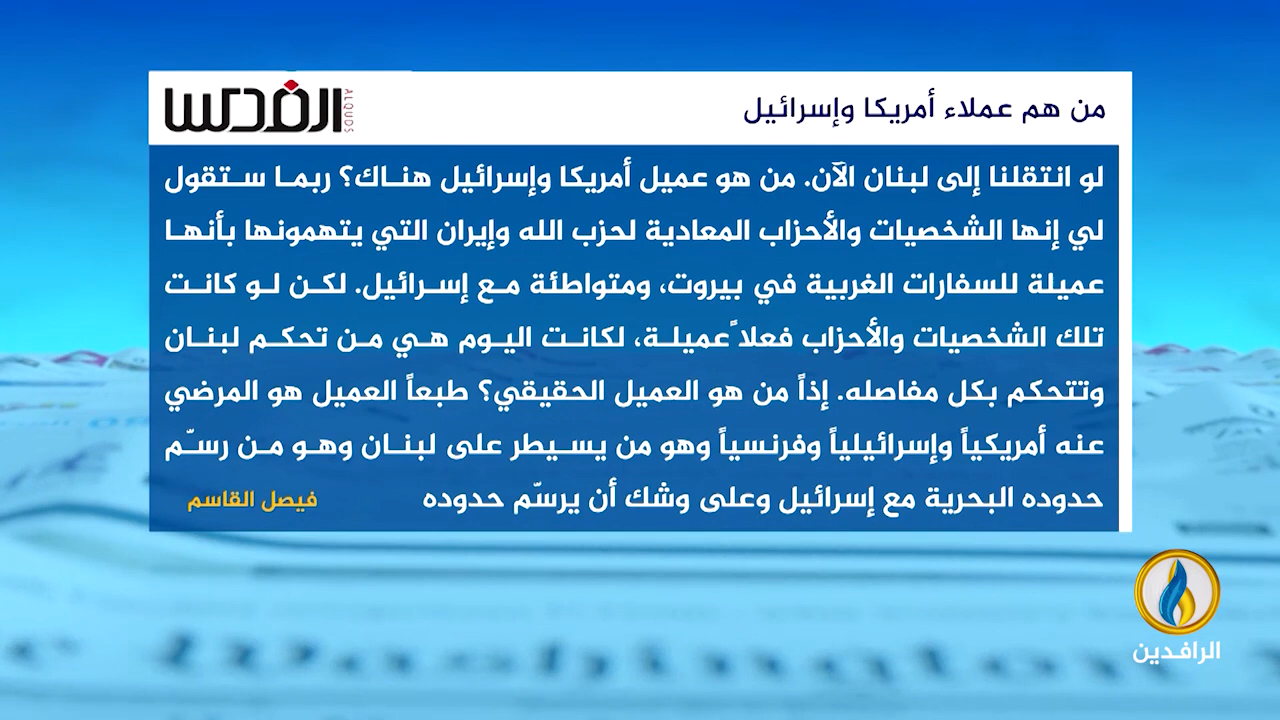 القدس
ALQUDS
من هم عملاء أمريكا وإسرائيل
لو انتقلنا إلى لبنان الآن. من هو عميل أمريكا وإسرائيل هناك؟ ربما ستقول
لي إنها الشخصيات والأحزاب المعادية لحزب الله وإيران التي يتهمونها بأنها
عميلة للسفارات الغربية في بيروت، ومتواطئة مع إسرائيل. لكن لو كانت
تلك الشخصيات والأحزاب فعلاً عميلة، لكانت اليوم هي من تحكم لبنان
وتتحكم بكل مفاصله. إذاً من هو العميل الحقيقي؟ طبعاً العميل هو المرضي
عنه أمريكياً وإسرائيلياً وفرنسياً وهو من يسيطر على لبنان وهو من رسّم
حدوده البحرية مع إسرائيل وعلى وشك أن يرسّم حدوده
فيصل القاسم
الرافدين